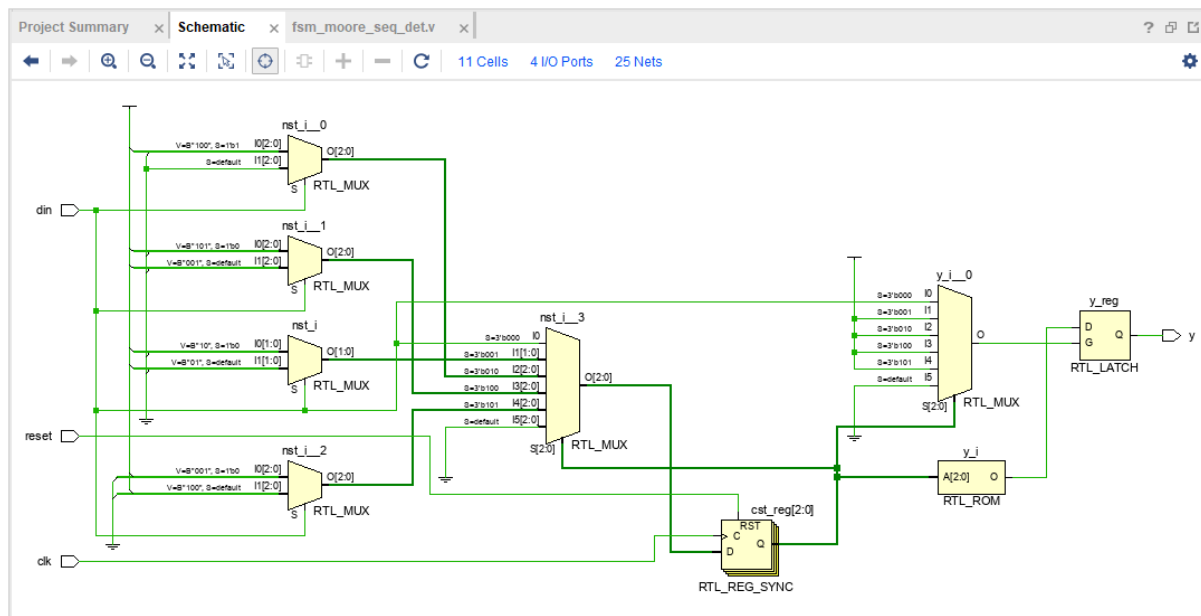 Project Summary × Schematic × fsm_moore_seq_det.v × ?
11 Cells 4 I/O Ports 25 Nets
nst_i__0
V=B"100", S=1'b1 I0[2:0]
S=default I1[2:0]
O[2:0]
S
RTL_MUX
din
nst_i__1
V=B"101", S=1'b0 I0[2:0]
V=B"001", S=default I1[2:0]
O[2:0]
S
RTL_MUX
nst_i
V=B"10", S=1'b0 I0[1:0]
V=B"01", S=default I1[1:0]
O[1:0]
S
RTL_MUX
reset
nst_i__2
V=B"001", S=1'b0 I0[2:0]
V=B"100", S=default I1[2:0]
O[2:0]
S
RTL_MUX
clk
nst_i__3
S=3'b000 I0
S=3'b001 I1[1:0]
S=3'b010 I2[2:0]
S=3'b100 I3[2:0]
S=3'b101 I4[2:0]
S=default I5[2:0]
O[2:0]
S[2:0]
RTL_MUX
cst_reg[2:0]
RST
C
D
Q
RTL_REG_SYNC
y_i__0
S=3'b000 I0
S=3'b001 I1
S=3'b010 I2
S=3'b100 I3
S=3'b101 I4
S=default I5
O
S[2:0]
RTL_MUX
y_i
A[2:0] O
RTL_ROM
y_reg
D
G
Q
RTL_LATCH
y